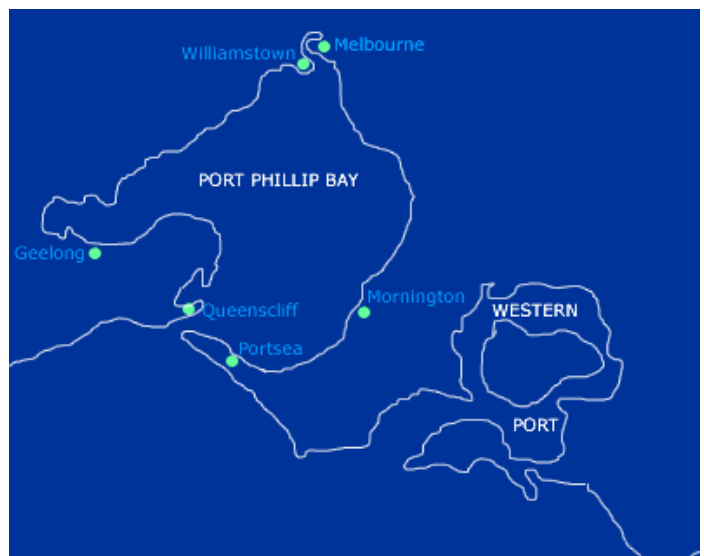 Melbourne
Williamstown
PORT PHILLIP BAY
Geelong
Mornington
Queenscliff
WESTERN
Portsea
PORT